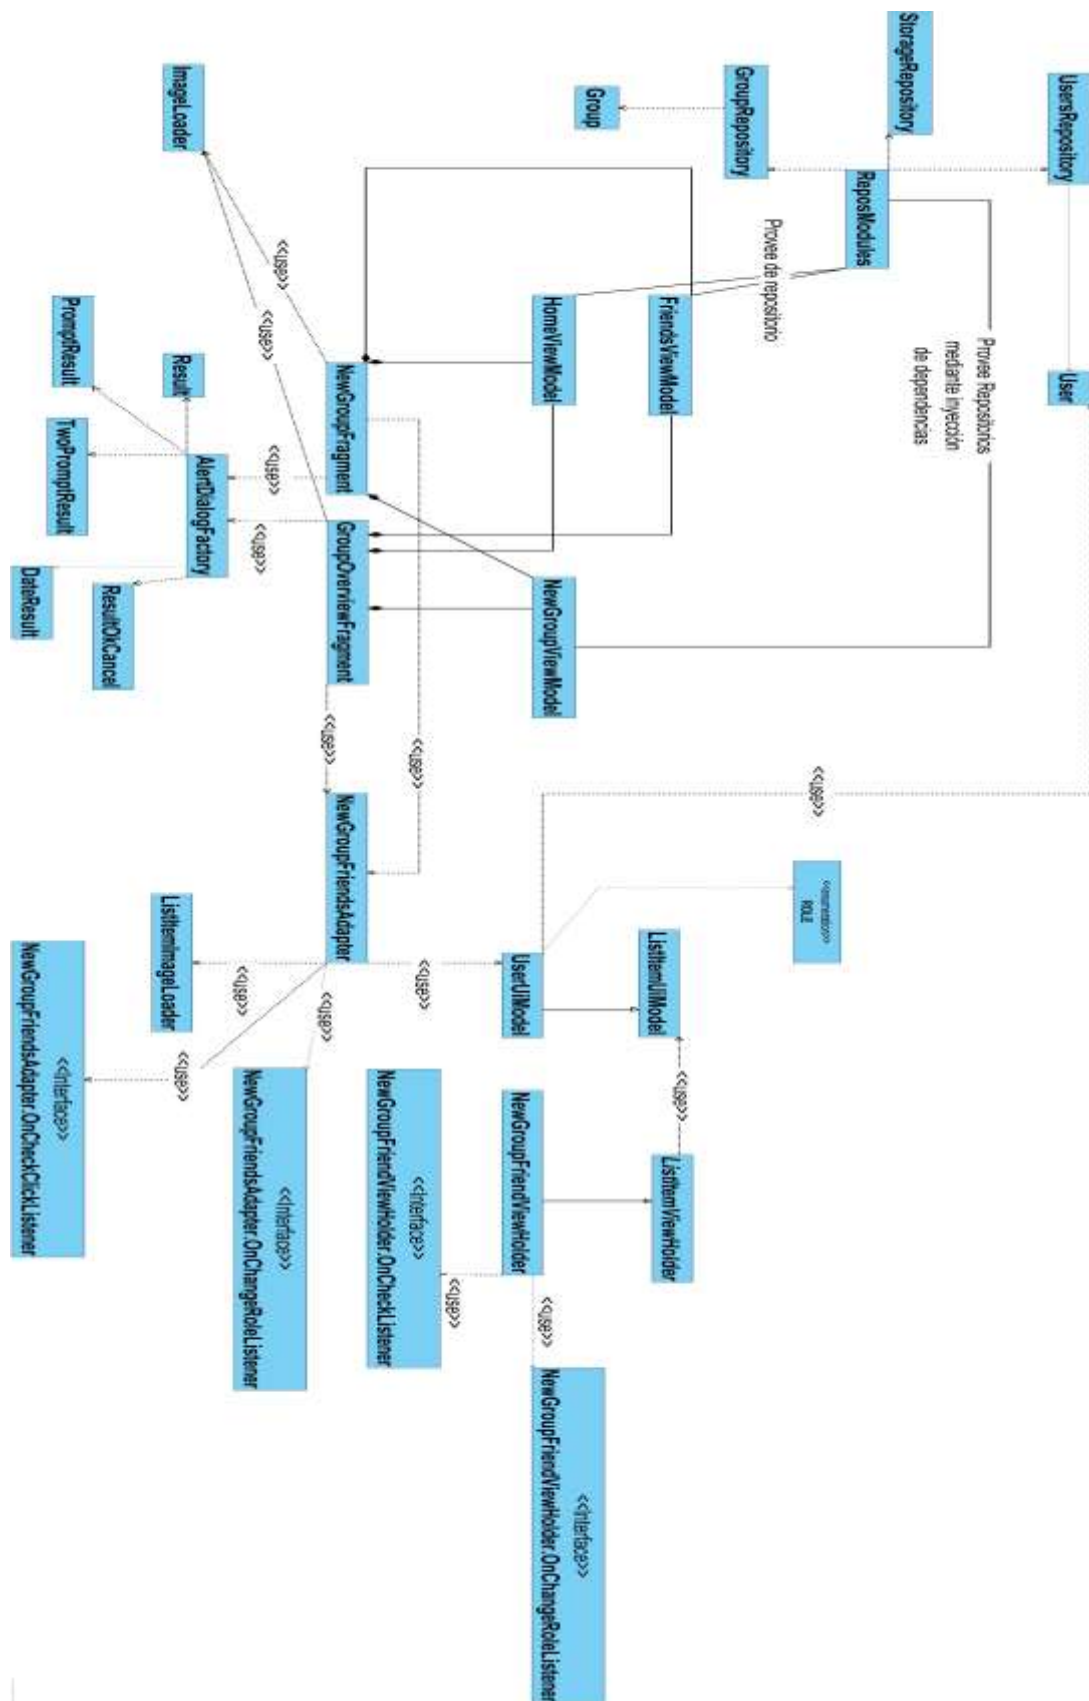 UsersRepository
User
StorageRepository
ReposModules
GroupRepository
Group
Provee Repositorios
mediante inyección
de dependencias
Provee de repositorio
FriendsViewModel
HomeViewModel
NewGroupViewModel
ImageLoader
<<use>>
<<use>>
NewGroupFragment
GroupOverviewFragment
<<use>>
<<use>>
AlertDialogFactory
Result
PromptResult
TwoPromptResult
DateResult
ResultOkCancel
<<use>>
<<use>>
<<use>>
<<enumeration>>
ROLE
NewGroupFriendsAdapter
<<use>>
UserUiModel
ListItemUiModel
<<use>>
ListItemViewHolder
NewGroupFriendViewHolder
ListItemImageLoader
<<use>>
<<use>>
<<use>>
<<Interface>>
NewGroupFriendsAdapter.OnCheckClickListener
<<Interface>>
NewGroupFriendsAdapter.OnChangeRoleListener
<<Interface>>
NewGroupFriendViewHolder.OnCheckListener
<<use>>
<<use>>
<<Interface>>
NewGroupFriendViewHolder.OnChangeRoleListener